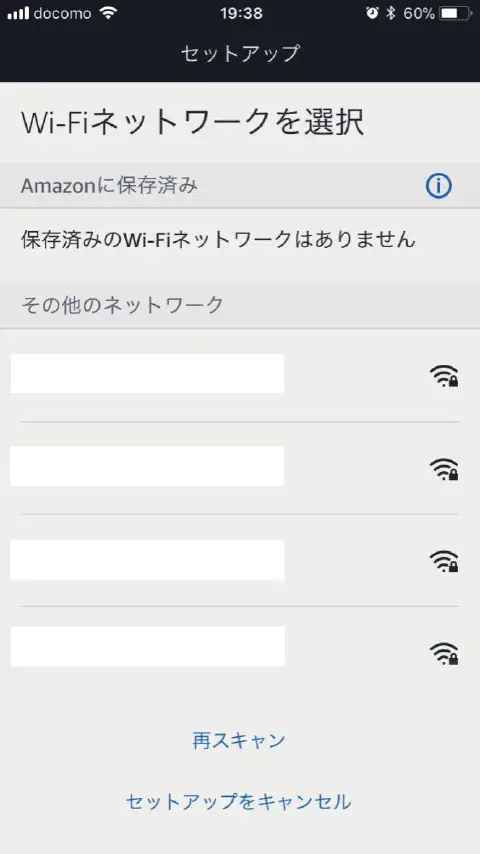 docomo 19:38 60%
セットアップ
Wi-Fiネットワークを選択
Amazonに保存済み
保存済みのWi-Fiネットワークはありません
その他のネットワーク
再スキャン
セットアップをキャンセル